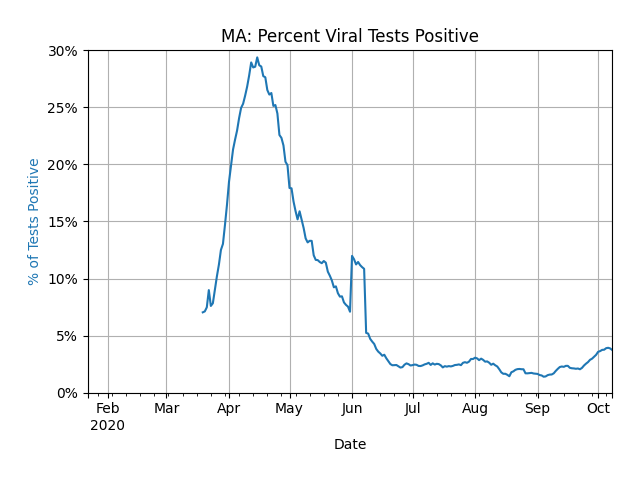 MA: Percent Viral Tests Positive
30%
25%
20%
15%
10%
5%
0%
% of Tests Positive
Feb Mar Apr May Jun Jul Aug Sep Oct
2020
Date